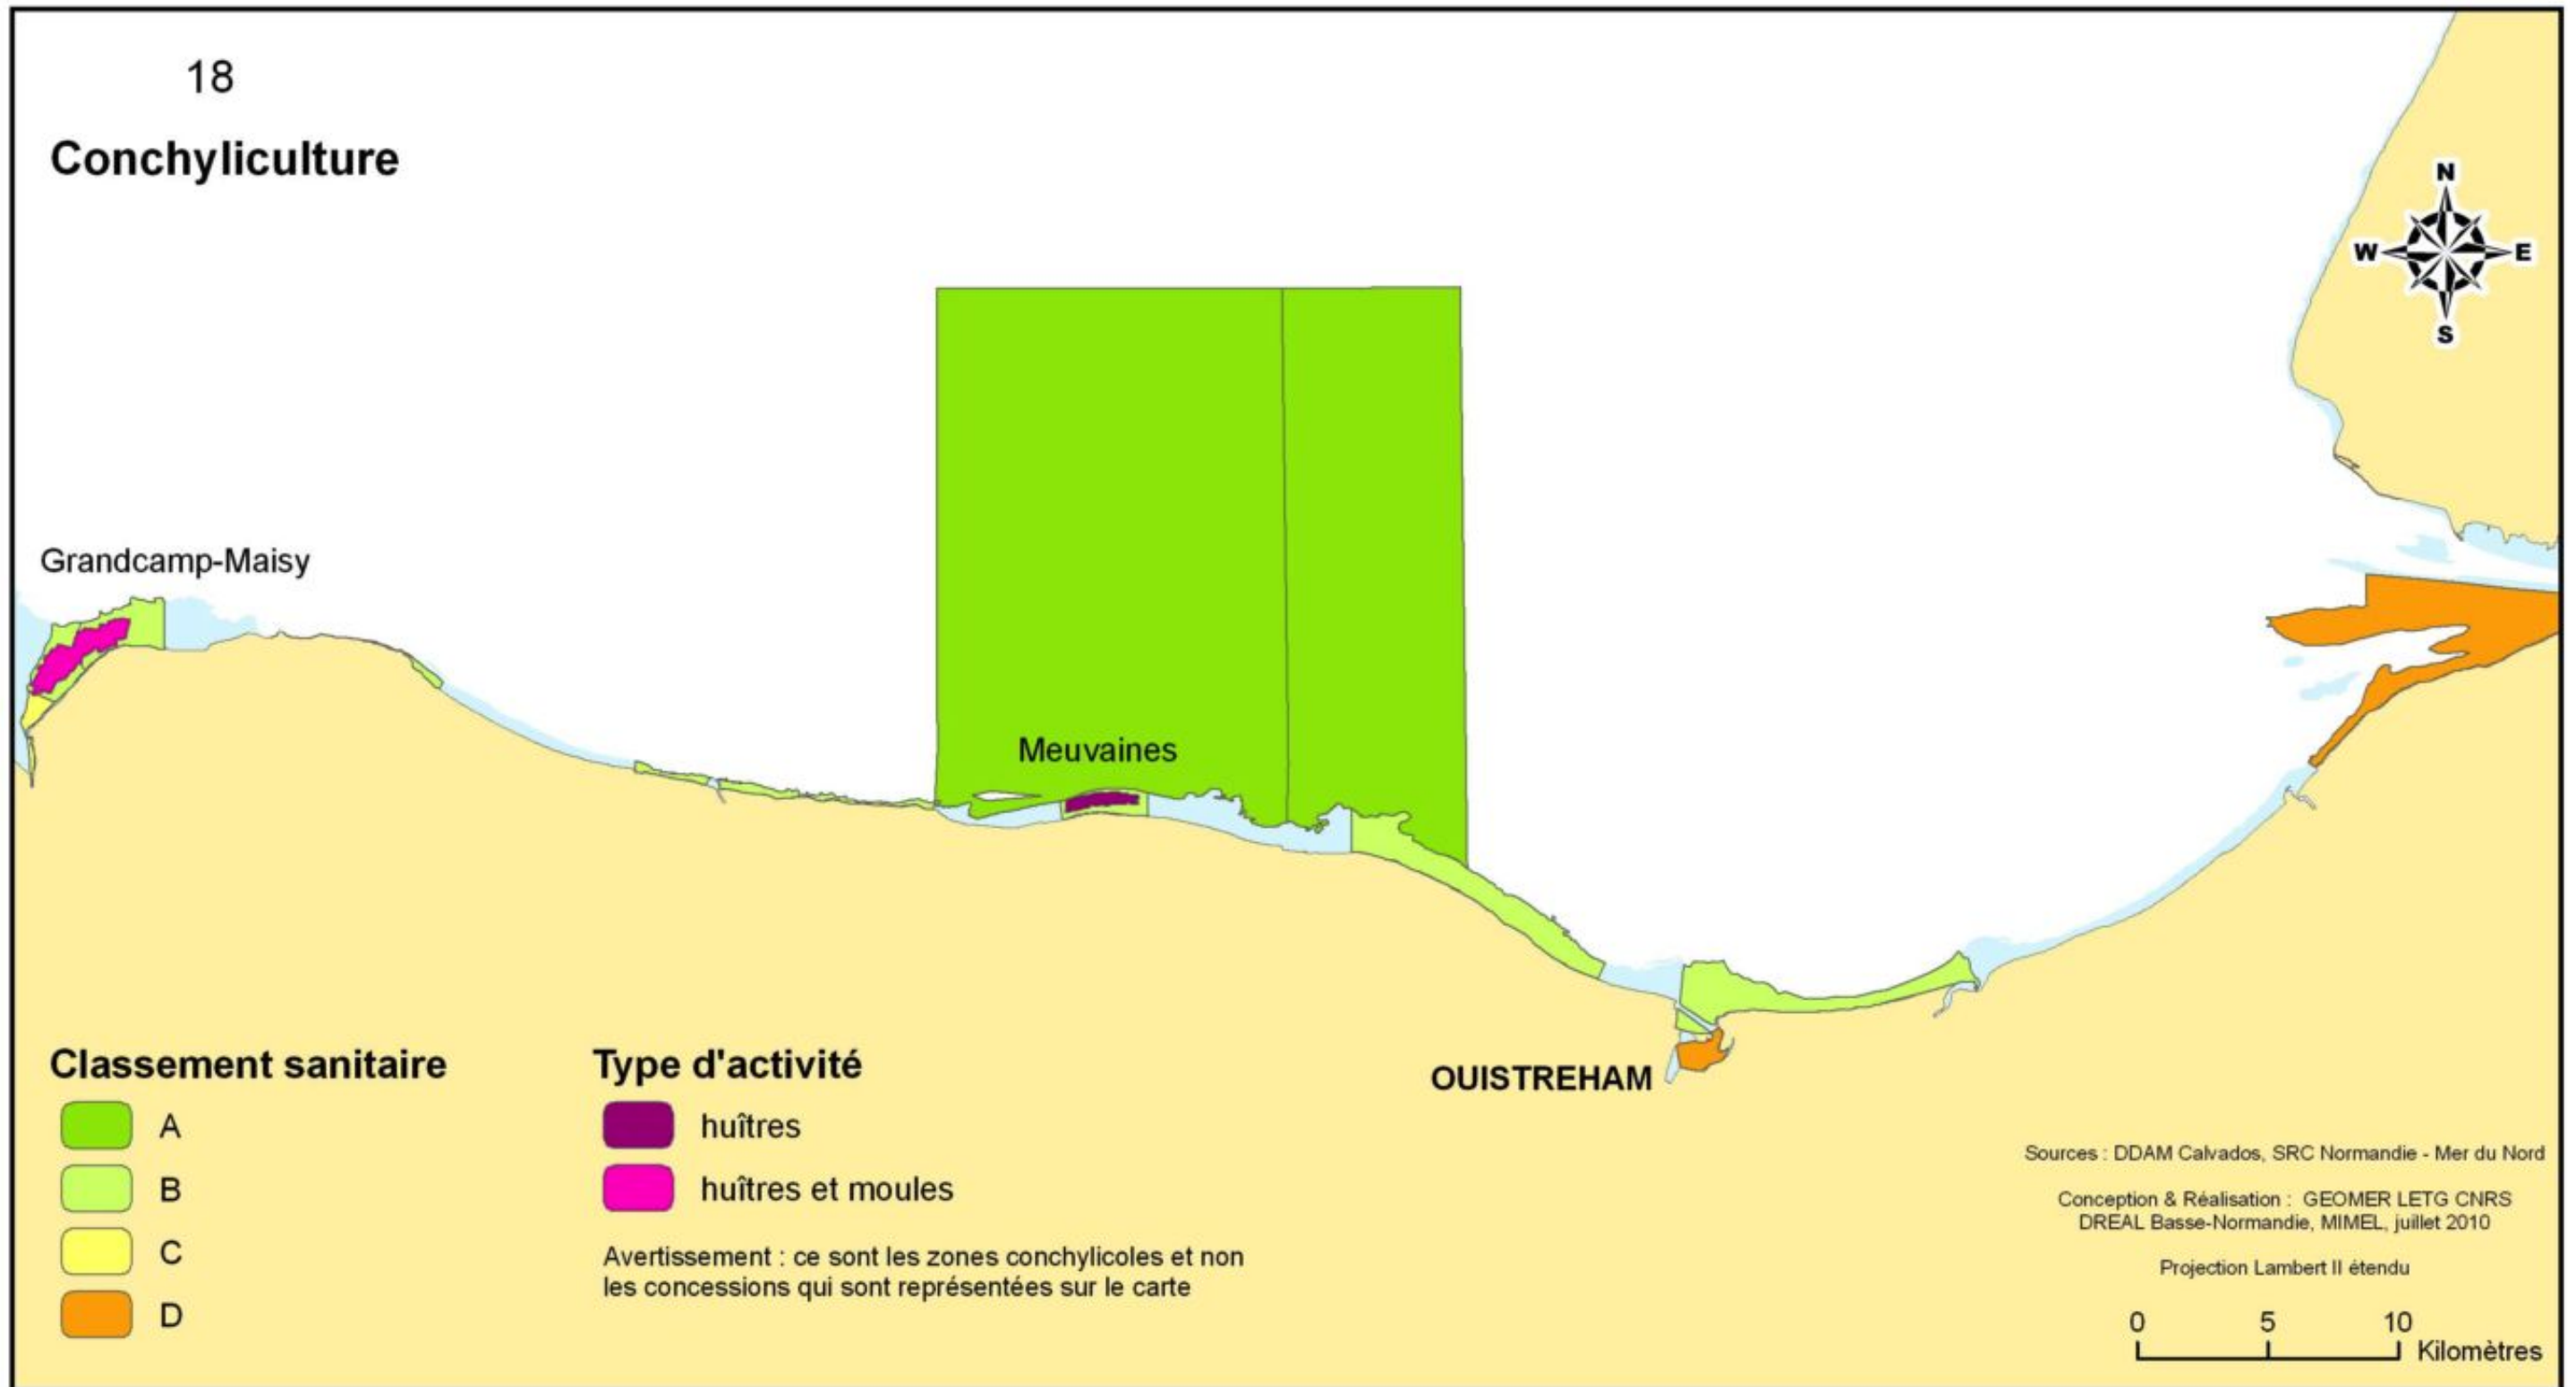 18
Conchyliculture
N
W
E
S
Grandcamp-Maisy
Meuvaines
OUISTREHAM
Classement sanitaire
A
B
C
D
Type d'activité
huîtres
huîtres et moules
Avertissement : ce sont les zones conchylicoles et non
les concessions qui sont représentées sur le carte
Sources : DDAM Calvados, SRC Normandie - Mer du Nord
Conception & Réalisation : GEOMER LETG CNRS
DREAL Basse-Normandie, MIMEL, juillet 2010
Projection Lambert II étendu
0 5 10
Kilomètres